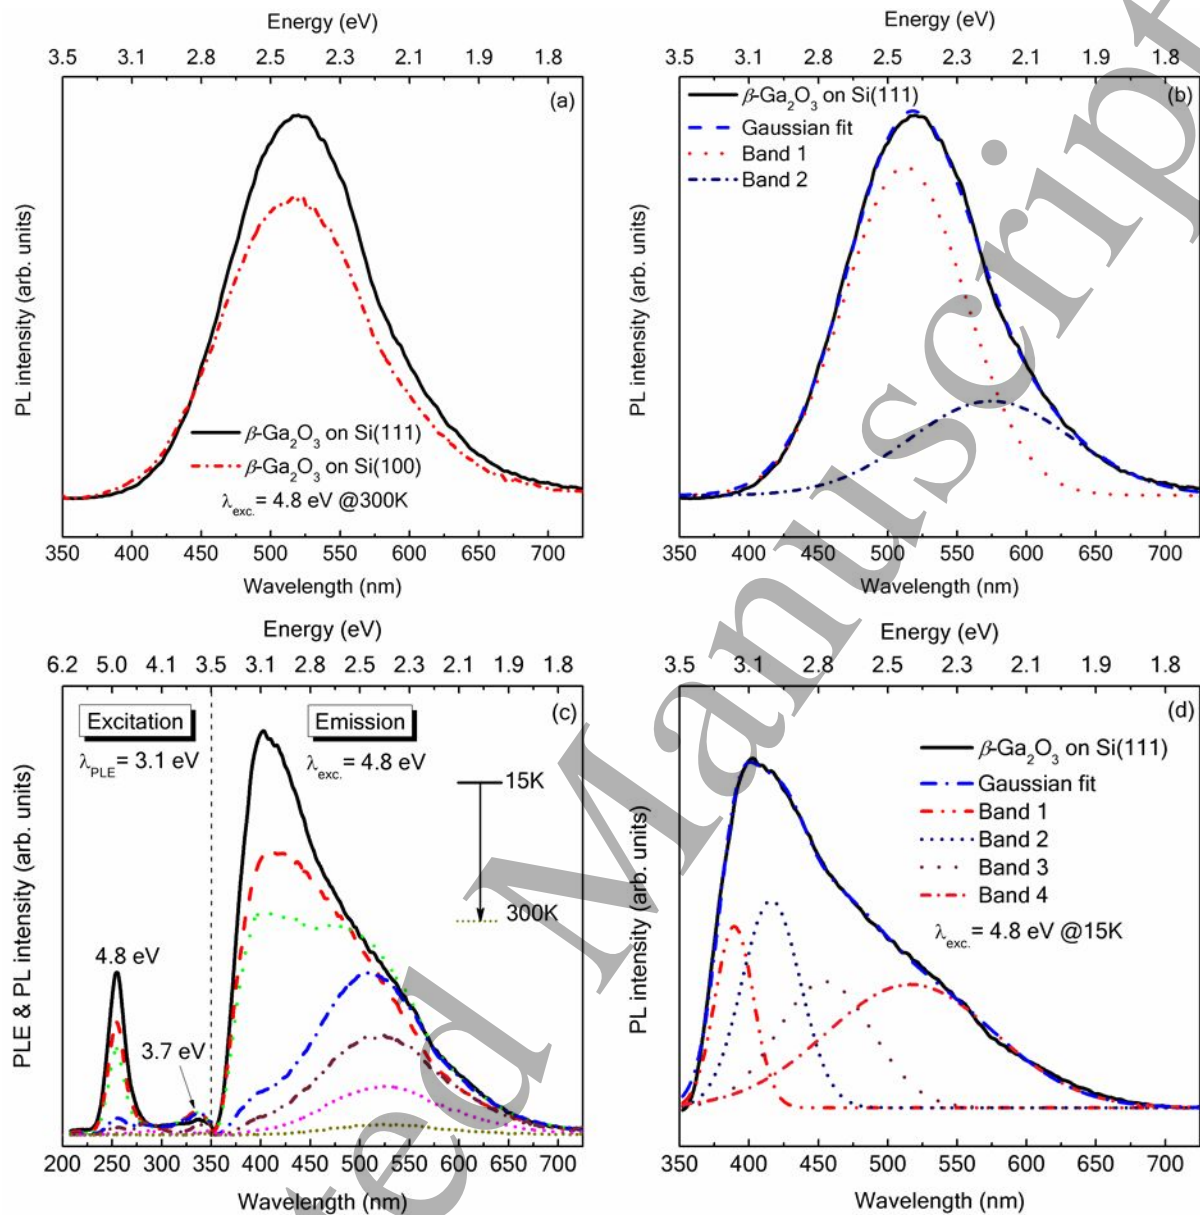 Energy (eV)
3.5 3.1 2.8 2.5 2.3 2.1 1.9 1.8
(a)
PL intensity (arb. units)
β-Ga2O3 on Si(111)
β-Ga2O3 on Si(100)
λexc. = 4.8 eV @300K
350 400 450 500 550 600 650 700
Wavelength (nm)
Energy (eV)
3.5 3.1 2.8 2.5 2.3 2.1 1.9 1.8
(b)
PL intensity (arb. units)
β-Ga2O3 on Si(111)
Gaussian fit
Band 1
Band 2
350 400 450 500 550 600 650 700
Wavelength (nm)
Energy (eV)
6.2 5.0 4.1 3.5 3.1 2.8 2.5 2.3 2.1 1.9 1.8
(c)
PLE & PL intensity (arb. units)
Excitation
λPLE = 3.1 eV
Emission
λexc. = 4.8 eV
15K
300K
4.8 eV
3.7 eV
200 250 300 350 400 450 500 550 600 650 700
Wavelength (nm)
Energy (eV)
3.5 3.1 2.8 2.5 2.3 2.1 1.9 1.8
(d)
PL intensity (arb. units)
β-Ga2O3 on Si(111)
Gaussian fit
Band 1
Band 2
Band 3
Band 4
λexc. = 4.8 eV @15K
350 400 450 500 550 600 650 700
Wavelength (nm)
ted Manuscript